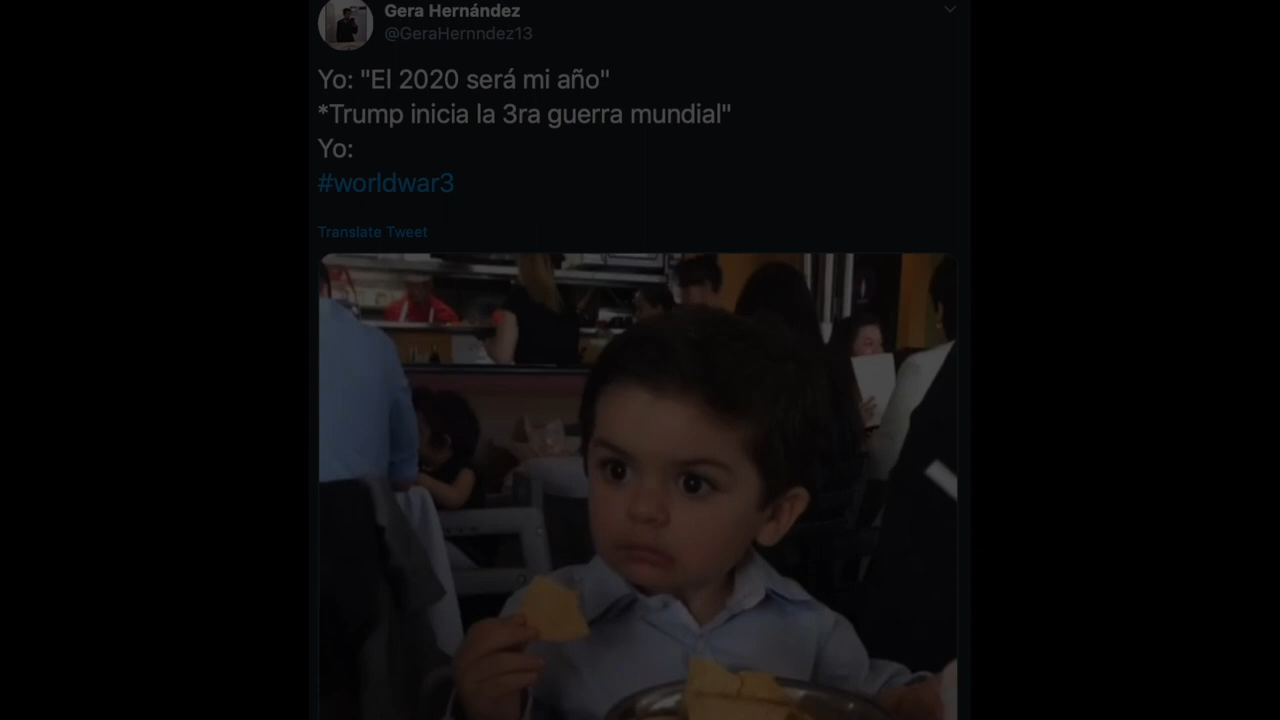 Gera Hernández
@GeraHernndez13
Yo: "El 2020 será mi año"
*Trump inicia la 3ra guerra mundial"
Yo:
#worldwar3
Translate Tweet